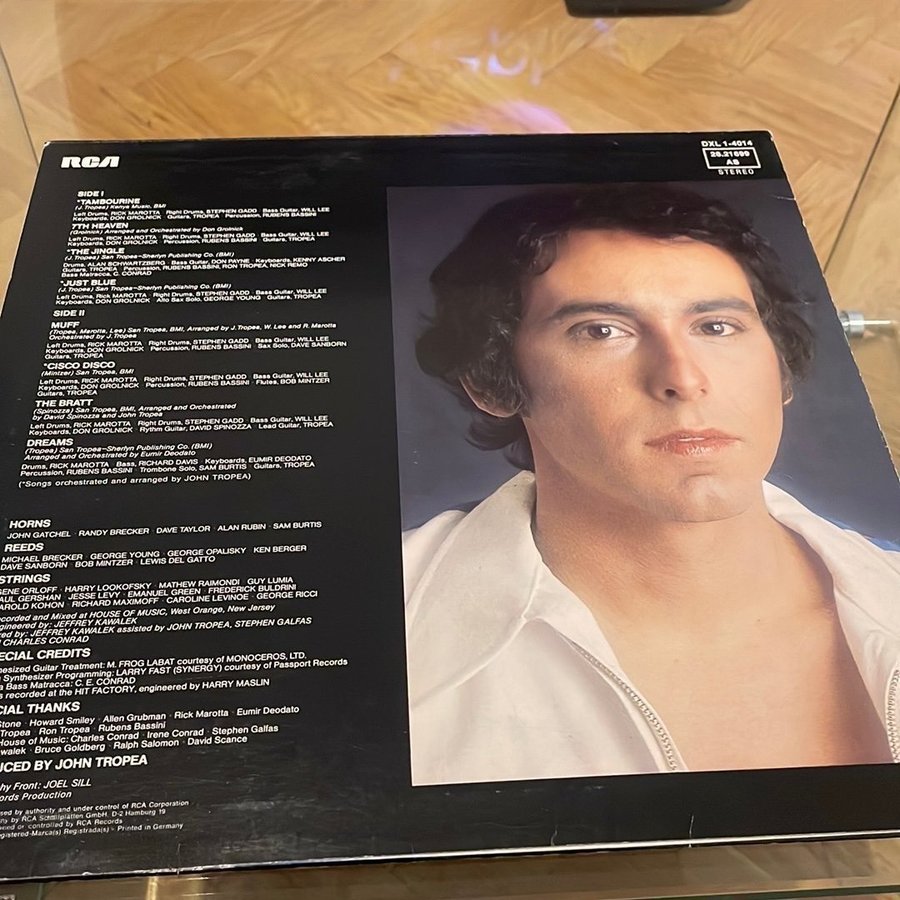 RCA
DXL 1-4014
26.21699
AS
STEREO
SIDE I
*TAMBOURINE
(J. Tropea) Kenya Music, BMI
Left Drums, RICK MAROTTA · Right Drums, STEPHEN GADD · Bass Guitar, WILL LEE
Keyboards, DON GROLNICK · Guitars, TROPEA · Percussion, RUBENS BASSINI
7TH HEAVEN
(Grolnick) Arranged and Orchestrated by Don Grolnick
Left Drums, RICK MAROTTA · Right Drums, STEPHEN GADD · Bass Guitar, WILL LEE
Keyboards, DON GROLNICK · Percussion, RUBENS BASSINI · Guitars, TROPEA
*THE JINGLE
(J. Tropea) San Tropea-Sherlyn Publishing Co. (BMI)
Drums, ALAN SCHWARTZBERG · Bass Guitar, DON PAYNE · Keyboards, KENNY ASCHER
Guitars, TROPEA · Percussion, RUBENS BASSINI, RON TROPEA, NICK REMO
Bass Matracca, C. CONRAD
*JUST BLUE
(J. Tropea) San Tropea-Sherlyn Publishing Co. (BMI)
Left Drums, RICK MAROTTA · Right Drums, STEPHEN GADD · Bass Guitar, WILL LEE
Keyboards, DON GROLNICK · Alto Sax Solo, GEORGE YOUNG · Guitars, TROPEA
SIDE II
MUFF
(Tropea, Marotta, Lee) San Tropea, BMI, Arranged by J. Tropea, W. Lee and R. Marotta
Orchestrated by J. Tropea
Left Drums, RICK MAROTTA · Right Drums, STEPHEN GADD · Bass Guitar, WILL LEE
Keyboards, DON GROLNICK · Percussion, RUBENS BASSINI · Sax Solo, DAVE SANBORN
Guitars, TROPEA
*CISCO DISCO
(Mintzer) San Tropea, BMI
Left Drums, RICK MAROTTA · Right Drums, STEPHEN GADD · Bass Guitar, WILL LEE
Keyboards, DON GROLNICK · Percussion, RUBENS BASSINI · Flutes, BOB MINTZER
Guitars, TROPEA
THE BRATT
(Spinozza) San Tropea, BMI, Arranged and Orchestrated
by David Spinozza and John Tropea
Left Drums, RICK MAROTTA · Right Drums, STEPHEN GADD · Bass Guitar, WILL LEE
Keyboards, DON GROLNICK · Rythm Guitar, DAVID SPINOZZA · Lead Guitar, TROPEA
DREAMS
(Tropea) San Tropea-Sherlyn Publishing Co. (BMI)
Arranged and Orchestrated by Eumir Deodato
Drums, RICK MAROTTA · Bass, RICHARD DAVIS · Keyboards, EUMIR DEODATO
Percussion, RUBENS BASSINI · Trombone Solo, SAM BURTIS · Guitars, TROPEA
(*Songs orchestrated and arranged by JOHN TROPEA)
HORNS
JOHN GATCHEL · RANDY BRECKER · DAVE TAYLOR · ALAN RUBIN · SAM BURTIS
REEDS
MICHAEL BRECKER · GEORGE YOUNG · GEORGE OPALISKY · KEN BERGER
DAVE SANBORN · BOB MINTZER · LEWIS DEL GATTO
STRINGS
GENE ORLOFF · HARRY LOOKOFSKY · MATHEW RAIMONDI · GUY LUMIA
AUL GERSHAN · JESSE LEVY · EMANUEL GREEN · FREDERICK BULDRINI
AROLD KOHON · RICHARD MAXIMOFF · CAROLINE LEVINOE · GEORGE RICCI
corded and Mixed at HOUSE OF MUSIC, West Orange, New Jersey
gineered by: JEFFREY KAWALEK
ed by: JEFFREY KAWALEK assisted by JOHN TROPEA, STEPHEN GALFAS
CHARLES CONRAD
ECIAL CREDITS
hesized Guitar Treatment: M. FROG LABAT courtesy of MONOCEROS, LTD.
Synthesizer Programming: LARRY FAST (SYNERGY) courtesy of Passport Records
a Bass Matracca: C. E. CONRAD
s recorded at the HIT FACTORY, engineered by HARRY MASLIN
CIAL THANKS
Stone · Howard Smiley · Allen Grubman · Rick Marotta · Eumir Deodato
Tropea · Ron Tropea · Rubens Bassini
House of Music: Charles Conrad · Irene Conrad · Stephen Galfas
walek · Bruce Goldberg · Ralph Salomon · David Scance
UCED BY JOHN TROPEA
hy Front: JOEL SILL
ords Production
sed by authority and under control of RCA Corporation
by RCA Schallplatten GmbH. D-2 Hamburg 19
owned or controlled by RCA Records
egistered-Marca(s) Registrada(s) - Printed in Germany